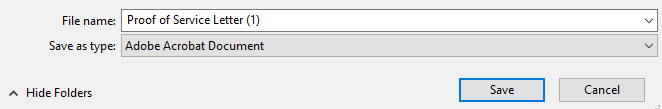 File name: Proof of Service Letter (1)
Save as type: Adobe Acrobat Document
Hide Folders Save Cancel